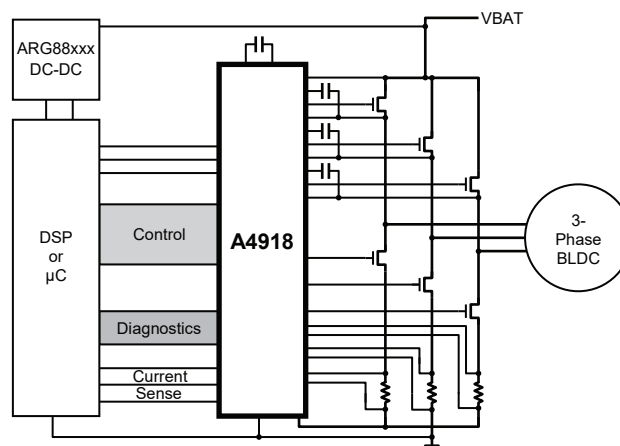 VBAT
ARG88xxx
DC-DC
DSP
or
µC
Control
A4918
3-
Phase
BLDC
Diagnostics
Current
Sense